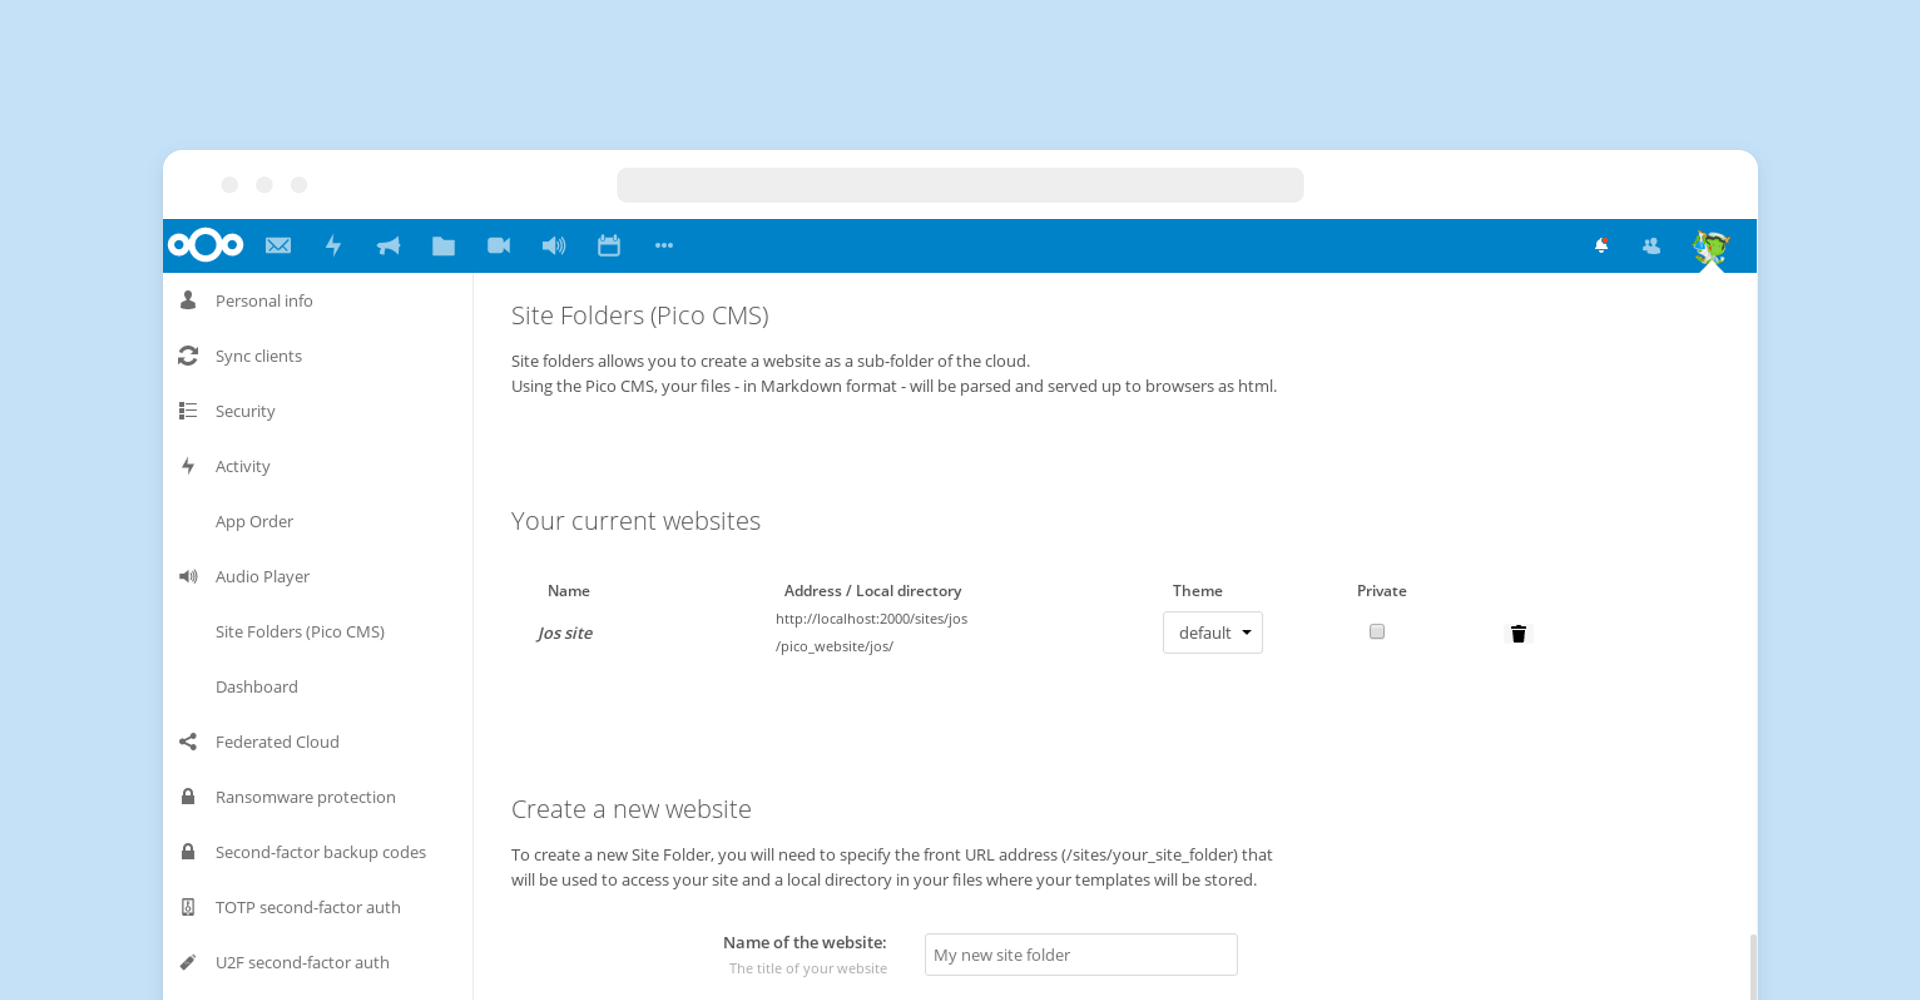 Personal info
Sync clients
Security
Activity
App Order
Audio Player
Site Folders (Pico CMS)
Dashboard
Federated Cloud
Ransomware protection
Second-factor backup codes
TOTP second-factor auth
U2F second-factor auth
Site Folders (Pico CMS)
Site folders allows you to create a website as a sub-folder of the cloud.
Using the Pico CMS, your files - in Markdown format - will be parsed and served up to browsers as html.
Your current websites
Name Address / Local directory Theme Private
http://localhost:2000/sites/jos
Jos site default
/pico_website/jos/
Create a new website
To create a new Site Folder, you will need to specify the front URL address (/sites/your_site_folder) that
will be used to access your site and a local directory in your files where your templates will be stored.
Name of the website: My new site folder
The title of your website